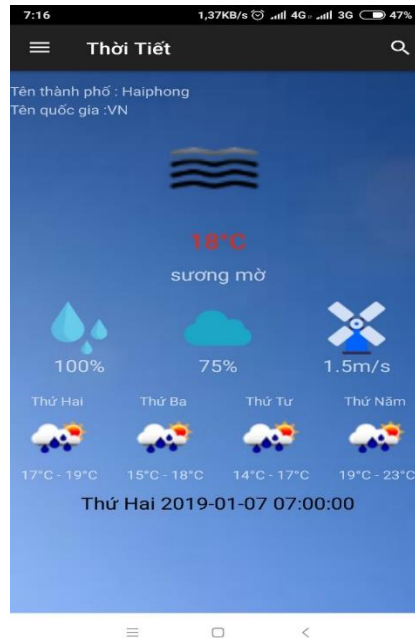 7:16 1,37KB/s 4G 3G 47%
Thời Tiết
Tên thành phố : Haiphong
Tên quốc gia :VN
18°C
sương mờ
100% 75% 1.5m/s
Thứ Hai Thứ Ba Thứ Tư Thứ Năm
17°C - 19°C 15°C - 18°C 14°C - 17°C 19°C - 23°C
Thứ Hai 2019-01-07 07:00:00